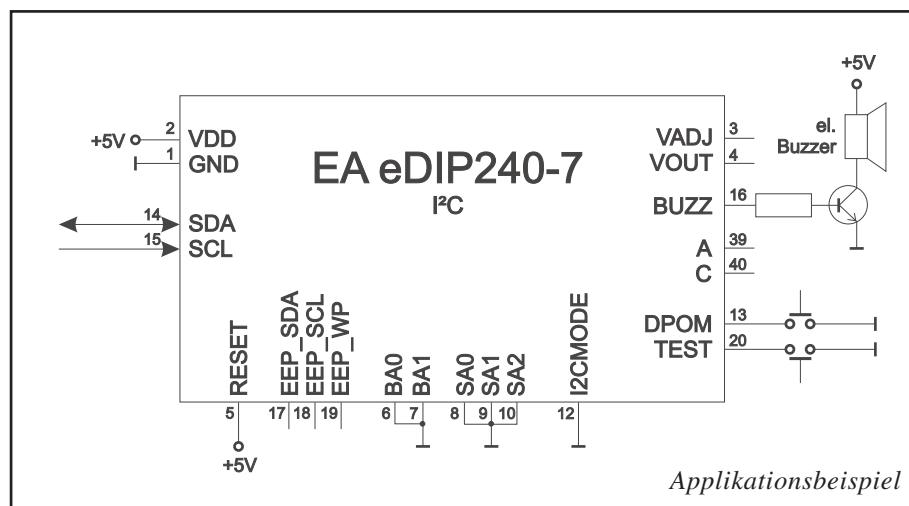 +5V
el.
Buzzer
+5V
2
VDD
1
GND
EA eDIP240-7
I²C
VADJ
3
VOUT
4
BUZZ
16
14
SDA
15
SCL
A
39
C
40
DPOM
13
TEST
20
RESET
EEP_SDA
EEP_SCL
EEP_WP
BA0
BA1
SA0
SA1
SA2
I2CMODE
5
17
18
19
6
7
8
9
10
12
+5V
Applikationsbeispiel